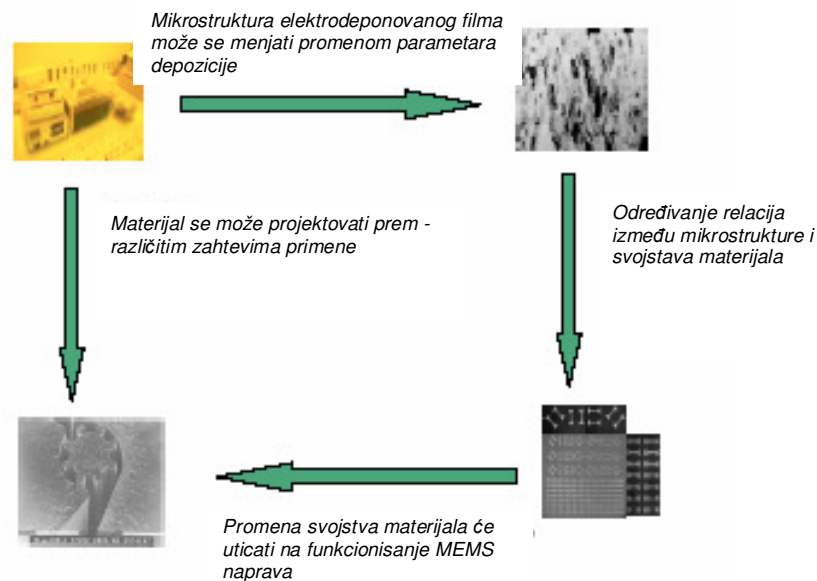 Mikrostruktura elektrodeponovanog filma
može se menjati promenom parametara
depozicije
Materijal se može projektovati prem -
različitim zahtevima primene
Određivanje relacija
između mikrostrukture i
svojstava materijala
Promena svojstva materijala će
uticati na funkcionisanje MEMS
naprava